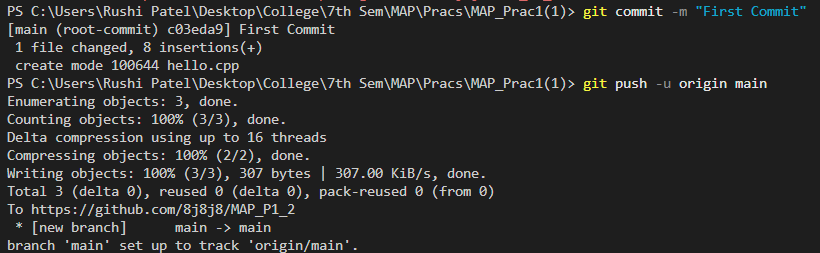 PS C:\Users\Rushi Patel\Desktop\College\7th Sem\MAP\Pracs\MAP_Prac1(1)> git commit -m "First Commit"
[main (root-commit) c03eda9] First Commit
 1 file changed, 8 insertions(+)
 create mode 100644 hello.cpp
PS C:\Users\Rushi Patel\Desktop\College\7th Sem\MAP\Pracs\MAP_Prac1(1)> git push -u origin main
Enumerating objects: 3, done.
Counting objects: 100% (3/3), done.
Delta compression using up to 16 threads
Compressing objects: 100% (2/2), done.
Writing objects: 100% (3/3), 307 bytes | 307.00 KiB/s, done.
Total 3 (delta 0), reused 0 (delta 0), pack-reused 0 (from 0)
To https://github.com/8j8j8/MAP_P1_2
 * [new branch]      main -> main
branch 'main' set up to track 'origin/main'.